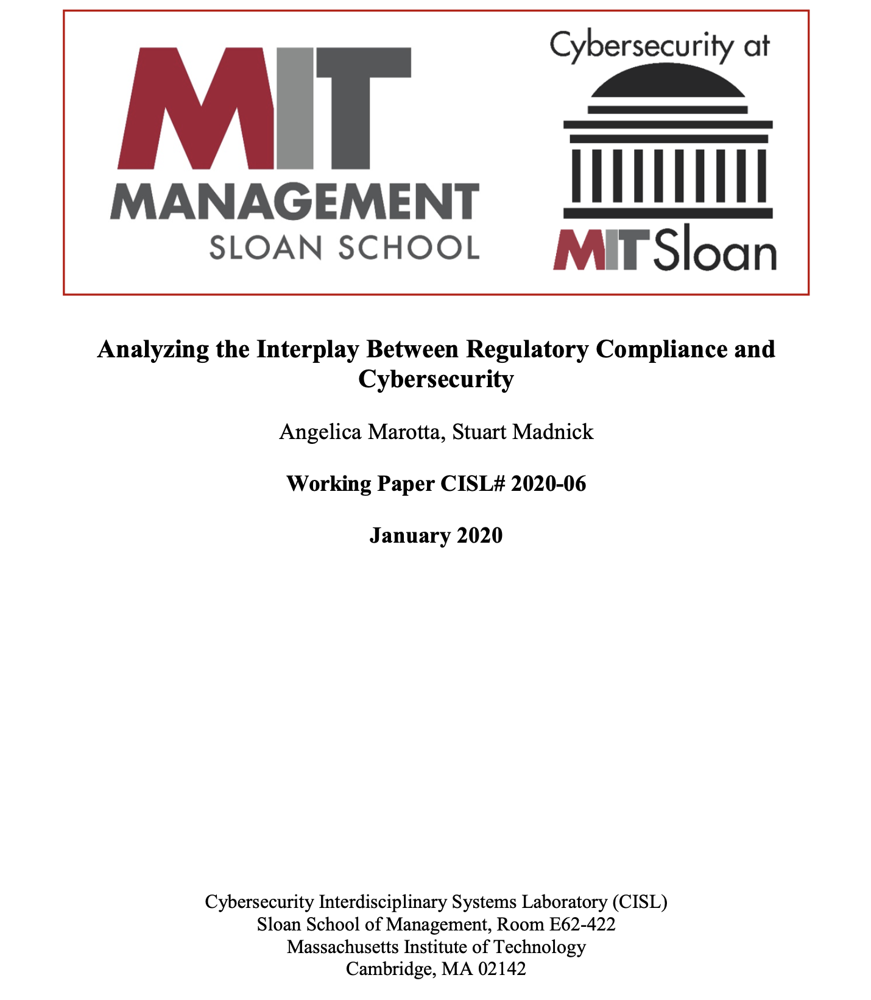 MIT
MANAGEMENT
SLOAN SCHOOL
Cybersecurity at
MIT Sloan
Analyzing the Interplay Between Regulatory Compliance and
Cybersecurity
Angelica Marotta, Stuart Madnick
Working Paper CISL# 2020-06
January 2020
Cybersecurity Interdisciplinary Systems Laboratory (CISL)
Sloan School of Management, Room E62-422
Massachusetts Institute of Technology
Cambridge, MA 02142